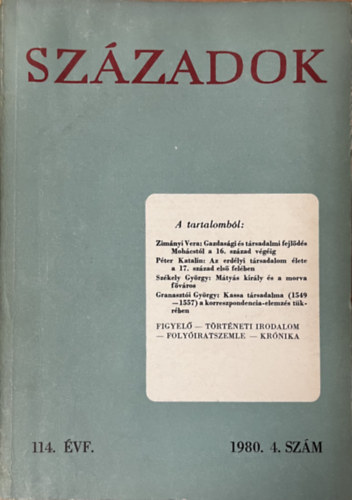 SZÁZADOK
A tartalomból:
Zimányi Vera: Gazdasági és társadalmi fejlődés
Mohácstól a 16. század végéig
Péter Katalin: Az erdélyi társadalom élete
a 17. század első felében
Székely György: Mátyás király és a morva
főváros
Granasztói György: Kassa társadalma (1549
—1557) a korreszpondencia-elemzés tük-
rében
FIGYELŐ — TÖRTÉNETI IRODALOM
— FOLYÓIRATSZEMLE — KRÓNIKA
114. ÉVF.
1980. 4. SZÁM